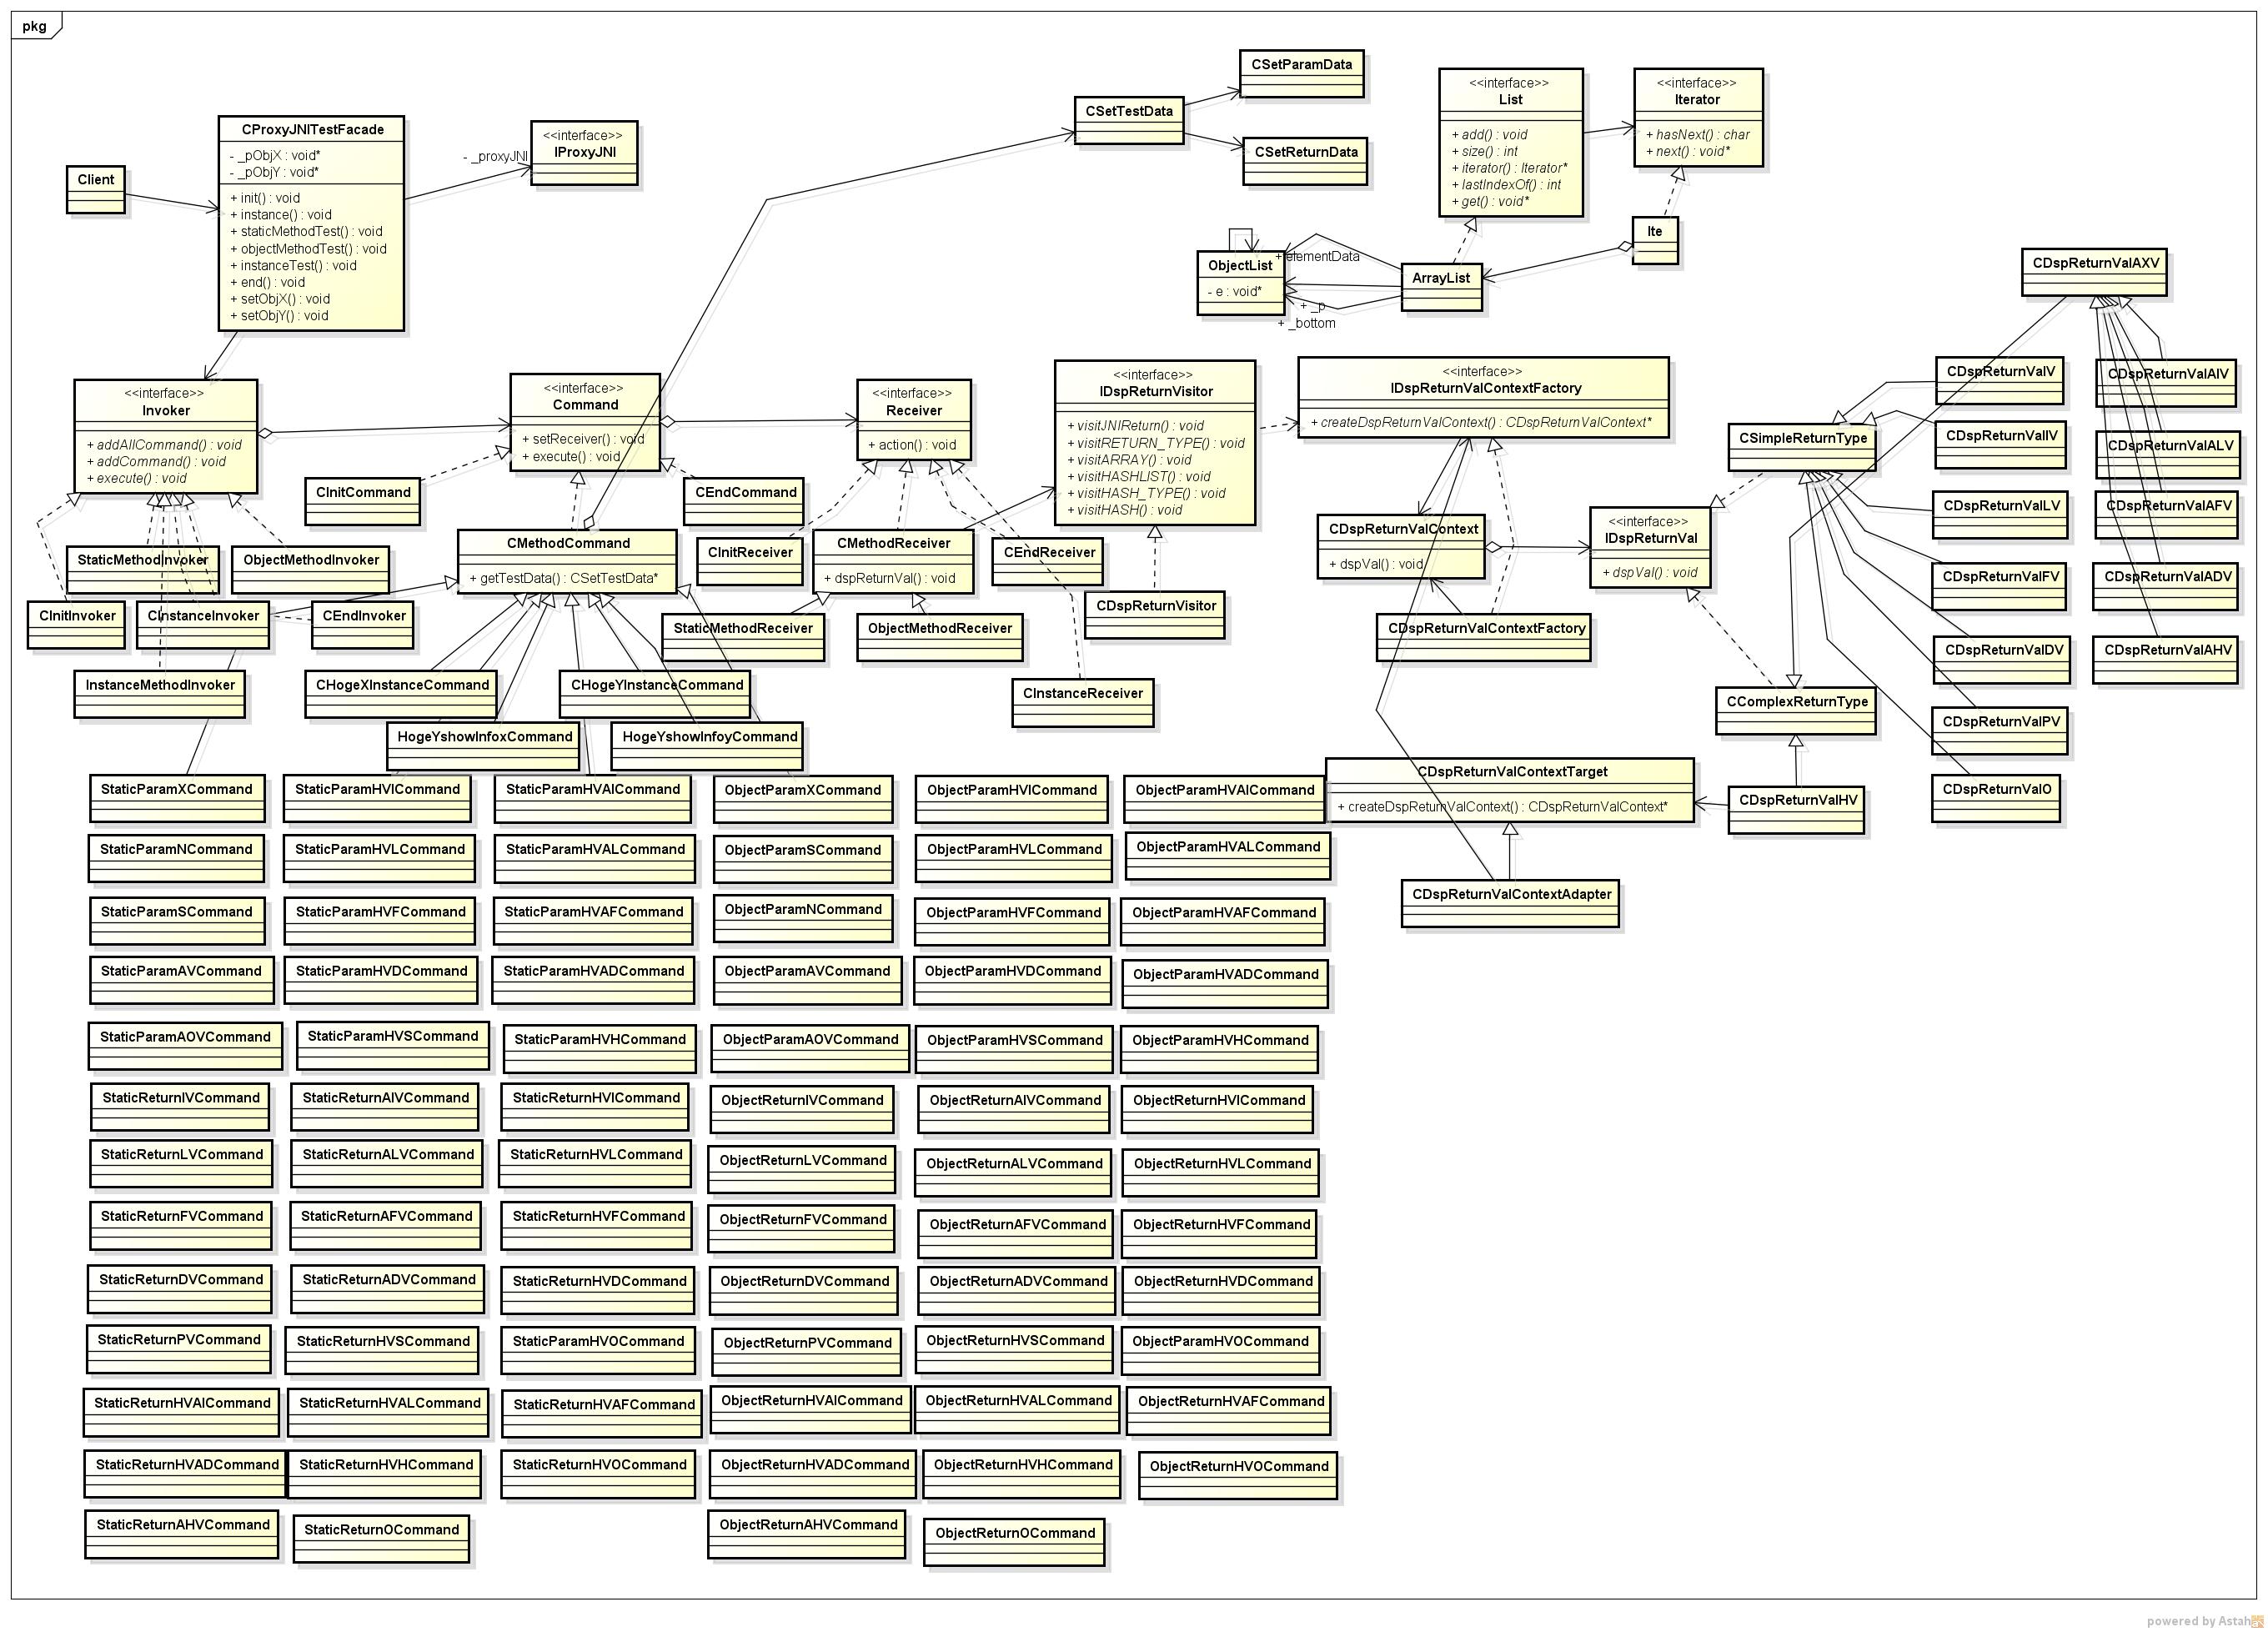 pkg
CSetParamData
<<interface>>
List
+ add() : void
+ size() : int
+ iterator() : Iterator*
+ lastIndexOf() : int
+ get() : void*
<<interface>>
Iterator
+ hasNext() : char
+ next() : void*
CSetTestData
CSetReturnData
CProxyJNITestFacade
- _pObjX : void*
- _pObjY : void*
+ init() : void
+ instance() : void
+ staticMethodTest() : void
+ objectMethodTest() : void
+ instanceTest() : void
+ end() : void
+ setObjX() : void
+ setObjY() : void
- _proxyJNI
<<interface>>
IProxyJNI
Client
Ite
ObjectList
- e : void*
+ elementData
+ _p
+ _bottom
ArrayList
CDspReturnValAXV
<<interface>>
Invoker
+ addAllCommand() : void
+ addCommand() : void
+ execute() : void
<<interface>>
Command
+ setReceiver() : void
+ execute() : void
<<interface>>
Receiver
+ action() : void
<<interface>>
IDspReturnVisitor
+ visitJNIReturn() : void
+ visitRETURN_TYPE() : void
+ visitARRAY() : void
+ visitHASHLIST() : void
+ visitHASH_TYPE() : void
+ visitHASH() : void
<<interface>>
IDspReturnValContextFactory
+ createDspReturnValContext() : CDspReturnValContext*
CDspReturnValV
CDspReturnValAIV
CSimpleReturnType
CDspReturnValIV
CDspReturnValALV
CInitCommand
CEndCommand
CDspReturnValLV
CDspReturnValAFV
CMethodCommand
+ getTestData() : CSetTestData*
CInitReceiver
CMethodReceiver
+ dspReturnVal() : void
CEndReceiver
CDspReturnValContext
+ dspVal() : void
<<interface>>
IDspReturnVal
+ dspVal() : void
StaticMethodInvoker
ObjectMethodInvoker
CDspReturnValFV
CDspReturnValADV
CInitInvoker
CInstanceInvoker
CEndInvoker
CDspReturnVisitor
StaticMethodReceiver
ObjectMethodReceiver
CDspReturnValContextFactory
CDspReturnValDV
CDspReturnValAHV
InstanceMethodInvoker
CHogeXInstanceCommand
CHogeYInstanceCommand
CInstanceReceiver
CComplexReturnType
CDspReturnValPV
HogeYshowInfoxCommand
HogeYshowInfoyCommand
CDspReturnValContextTarget
+ createDspReturnValContext() : CDspReturnValContext*
CDspReturnValHV
CDspReturnValO
CDspReturnValContextAdapter
StaticParamXCommand
StaticParamHVICommand
StaticParamHVAICommand
ObjectParamXCommand
ObjectParamHVICommand
ObjectParamHVAICommand
StaticParamNCommand
StaticParamHVLCommand
StaticParamHVALCommand
ObjectParamSCommand
ObjectParamHVLCommand
ObjectParamHVALCommand
StaticParamSCommand
StaticParamHVFCommand
StaticParamHVAFCommand
ObjectParamNCommand
ObjectParamHVFCommand
ObjectParamHVAFCommand
StaticParamAVCommand
StaticParamHVDCommand
StaticParamHVADCommand
ObjectParamAVCommand
ObjectParamHVDCommand
ObjectParamHVADCommand
StaticParamAOVCommand
StaticParamHVSCommand
StaticParamHVHCommand
ObjectParamAOVCommand
ObjectParamHVSCommand
ObjectParamHVHCommand
StaticReturnIVCommand
StaticReturnAIVCommand
StaticReturnHVICommand
ObjectReturnIVCommand
ObjectReturnAIVCommand
ObjectReturnHVICommand
StaticReturnLVCommand
StaticReturnALVCommand
StaticReturnHVLCommand
ObjectReturnLVCommand
ObjectReturnALVCommand
ObjectReturnHVLCommand
StaticReturnFVCommand
StaticReturnAFVCommand
StaticReturnHVFCommand
ObjectReturnFVCommand
ObjectReturnAFVCommand
ObjectReturnHVFCommand
StaticReturnDVCommand
StaticReturnADVCommand
StaticReturnHVDCommand
ObjectReturnDVCommand
ObjectReturnADVCommand
ObjectReturnHVDCommand
StaticReturnPVCommand
StaticReturnHVSCommand
StaticParamHVOCommand
ObjectReturnPVCommand
ObjectReturnHVSCommand
ObjectParamHVOCommand
StaticReturnHVAICommand
StaticReturnHVALCommand
StaticReturnHVAFCommand
ObjectReturnHVAICommand
ObjectReturnHVALCommand
ObjectReturnHVAFCommand
StaticReturnHVADCommand
StaticReturnHVHCommand
StaticReturnHVOCommand
ObjectReturnHVADCommand
ObjectReturnHVHCommand
ObjectReturnHVOCommand
StaticReturnAHVCommand
StaticReturnOCommand
ObjectReturnAHVCommand
ObjectReturnOCommand
powered by Astah